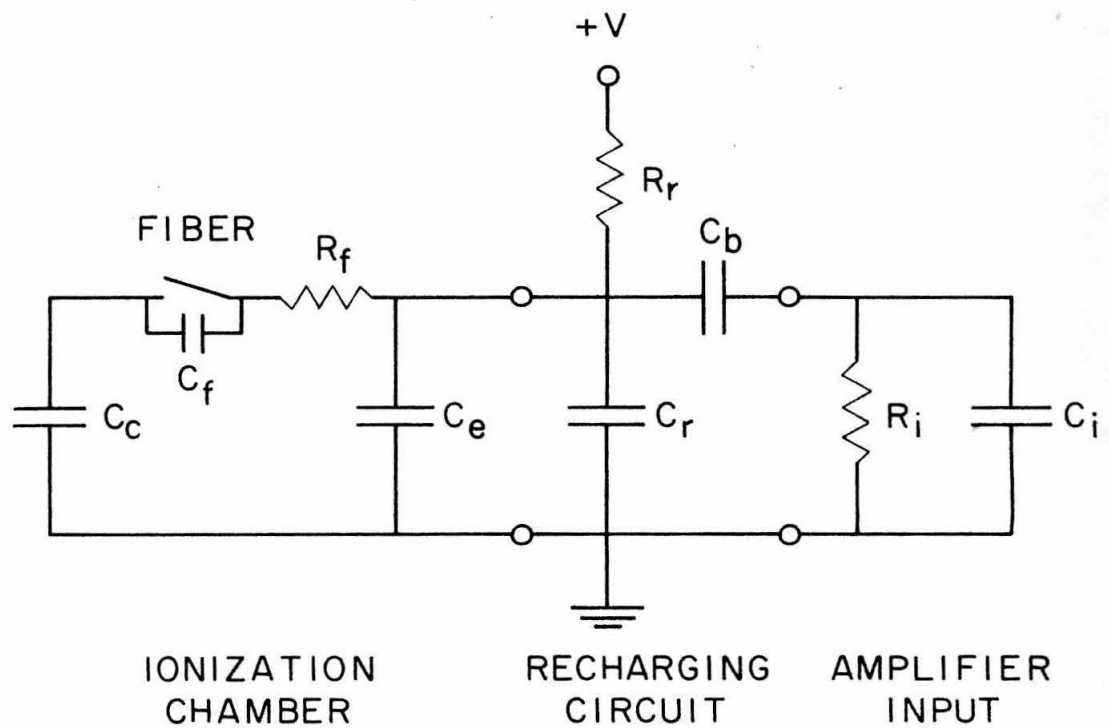 +V
R_r
FIBER
R_f
C_b
C_f
C_c
C_e
C_r
R_i
C_i
IONIZATION
CHAMBER
RECHARGING
CIRCUIT
AMPLIFIER
INPUT